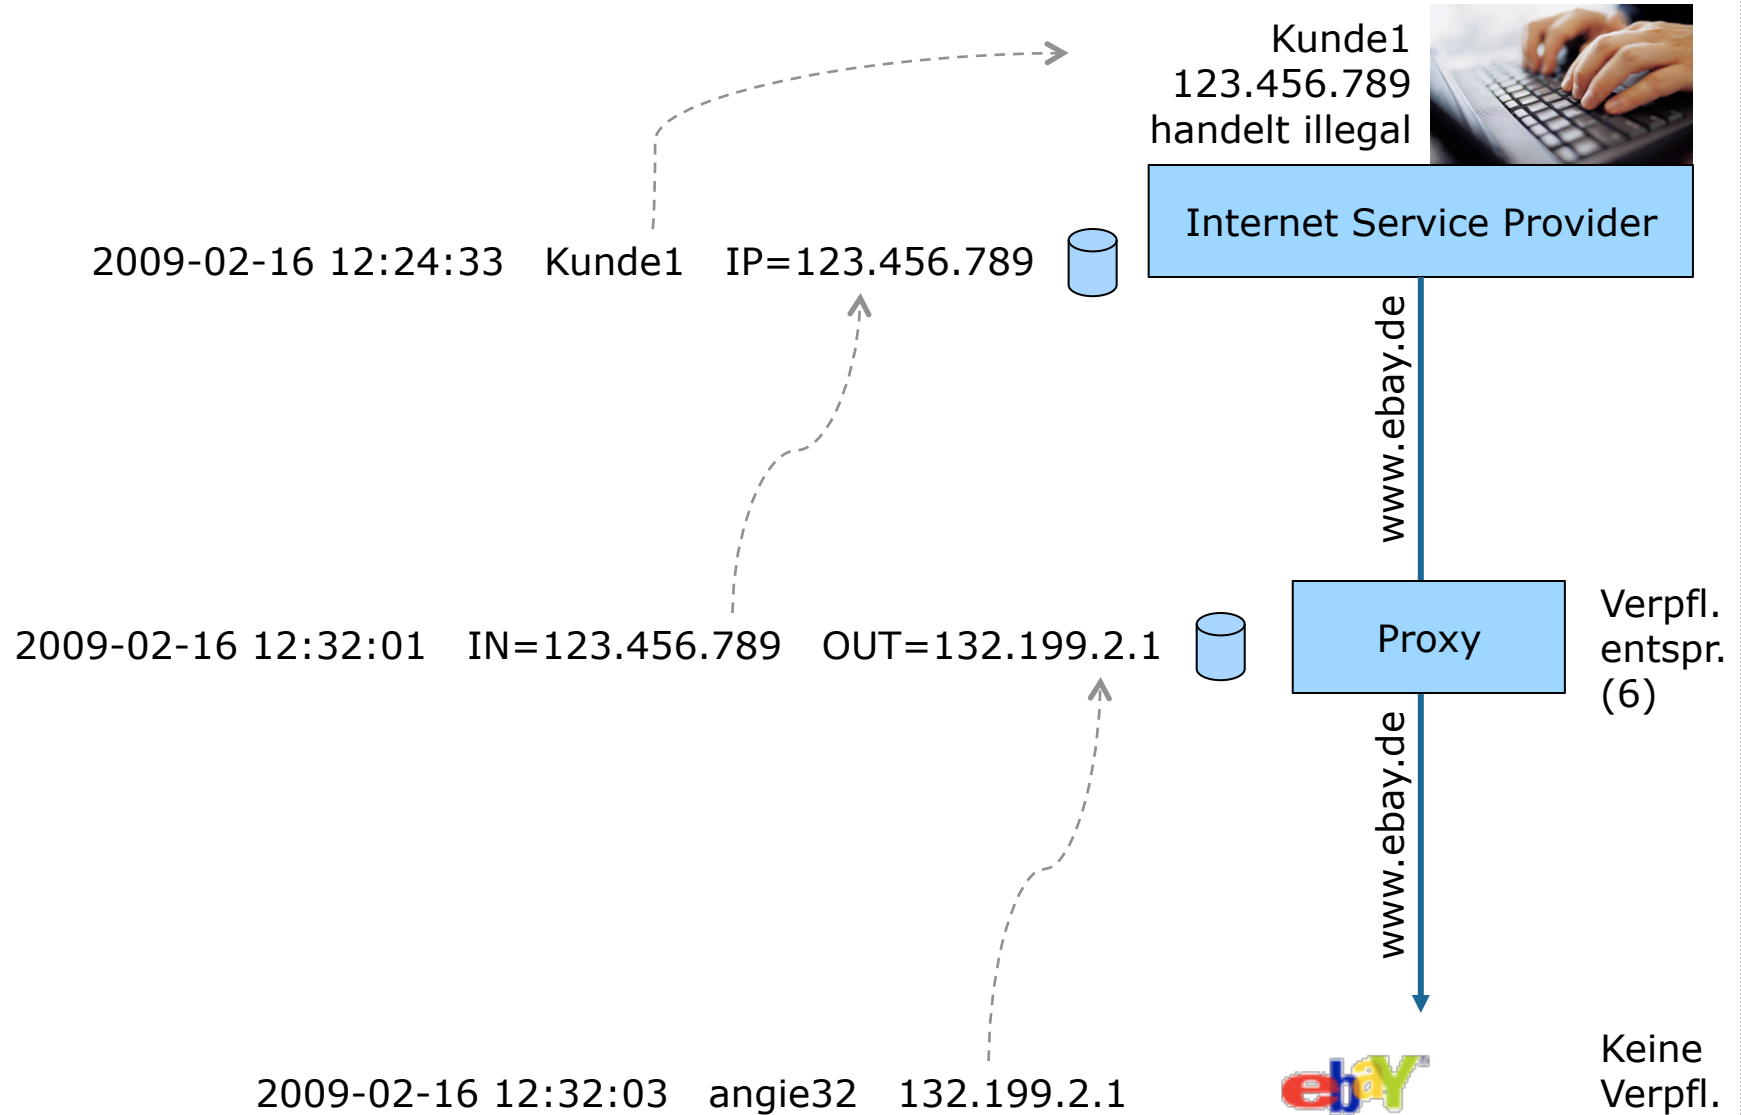 Kunde1
123.456.789
handelt illegal
Internet Service Provider
2009-02-16 12:24:33 Kunde1 IP=123.456.789
www.ebay.de
2009-02-16 12:32:01 IN=123.456.789 OUT=132.199.2.1
Proxy
Verpfl.
entspr.
(6)
www.ebay.de
2009-02-16 12:32:03 angie32 132.199.2.1
ebaY
Keine
Verpfl.